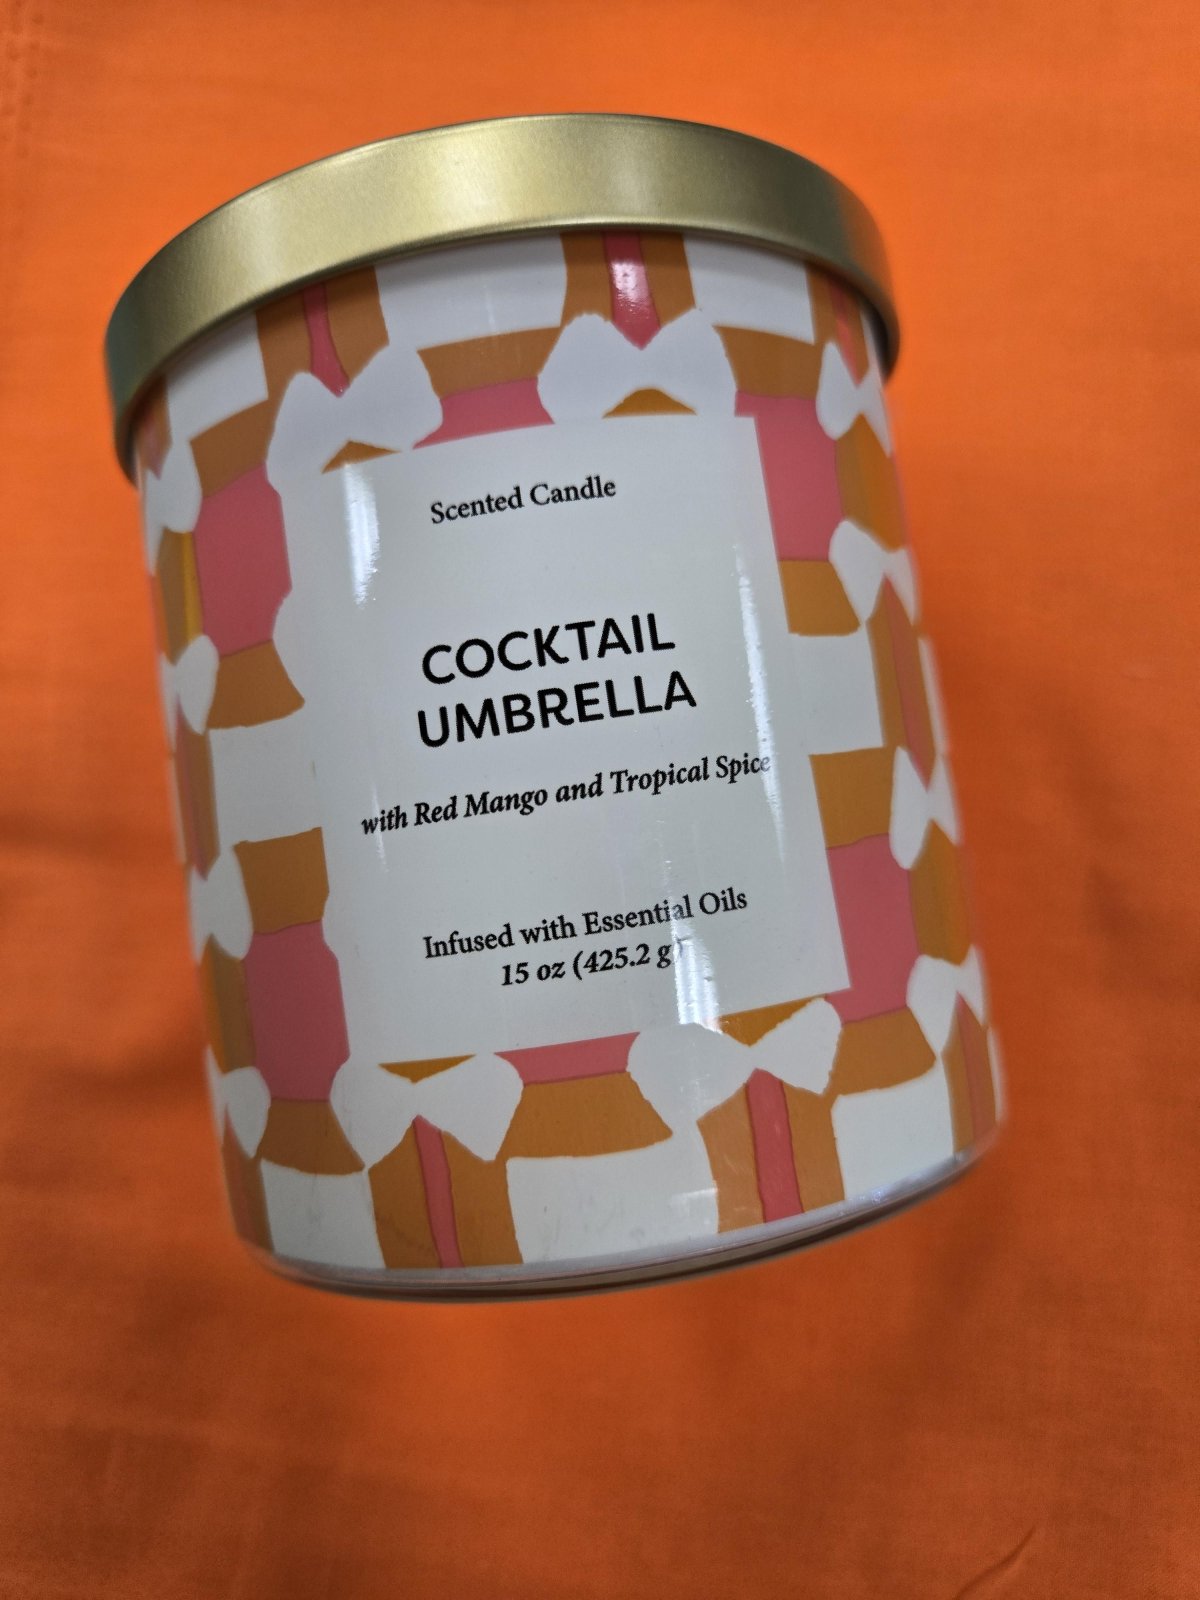 Scented Candle
COCKTAIL
UMBRELLA
with Red Mango and Tropical Spice
Infused with Essential Oils
15 oz (425.2 g)